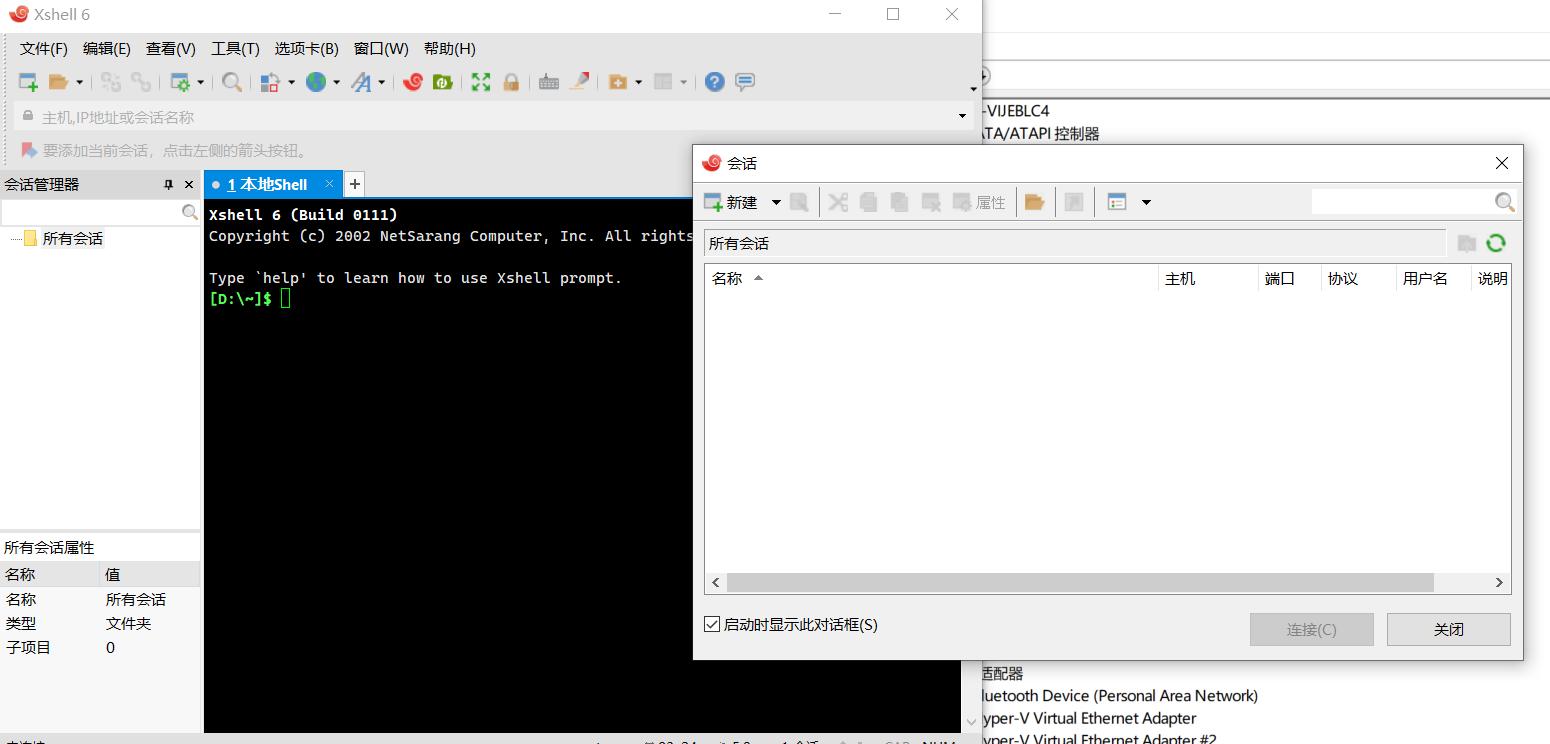 Xshell 6
文件(F) 编辑(E) 查看(V) 工具(T) 选项卡(B) 窗口(W) 帮助(H)
主机,IP地址或会话名称
要添加当前会话，点击左侧的箭头按钮。
会话管理器
1 本地Shell
所有会话
Xshell 6 (Build 0111)
Copyright (c) 2002 NetSarang Computer, Inc. All rights
Type `help' to learn how to use Xshell prompt.
[D:\~]$
所有会话属性
名称 值
名称 所有会话
类型 文件夹
子项目 0
-VIJEBLC4
TA/ATAPI 控制器
会话
新建 属性
所有会话
名称 主机 端口 协议 用户名 说明
启动时显示此对话框(S)
连接(C) 关闭
适配器
luetooth Device (Personal Area Network)
yper-V Virtual Ethernet Adapter
yper-V Virtual Ethernet Adapter #2